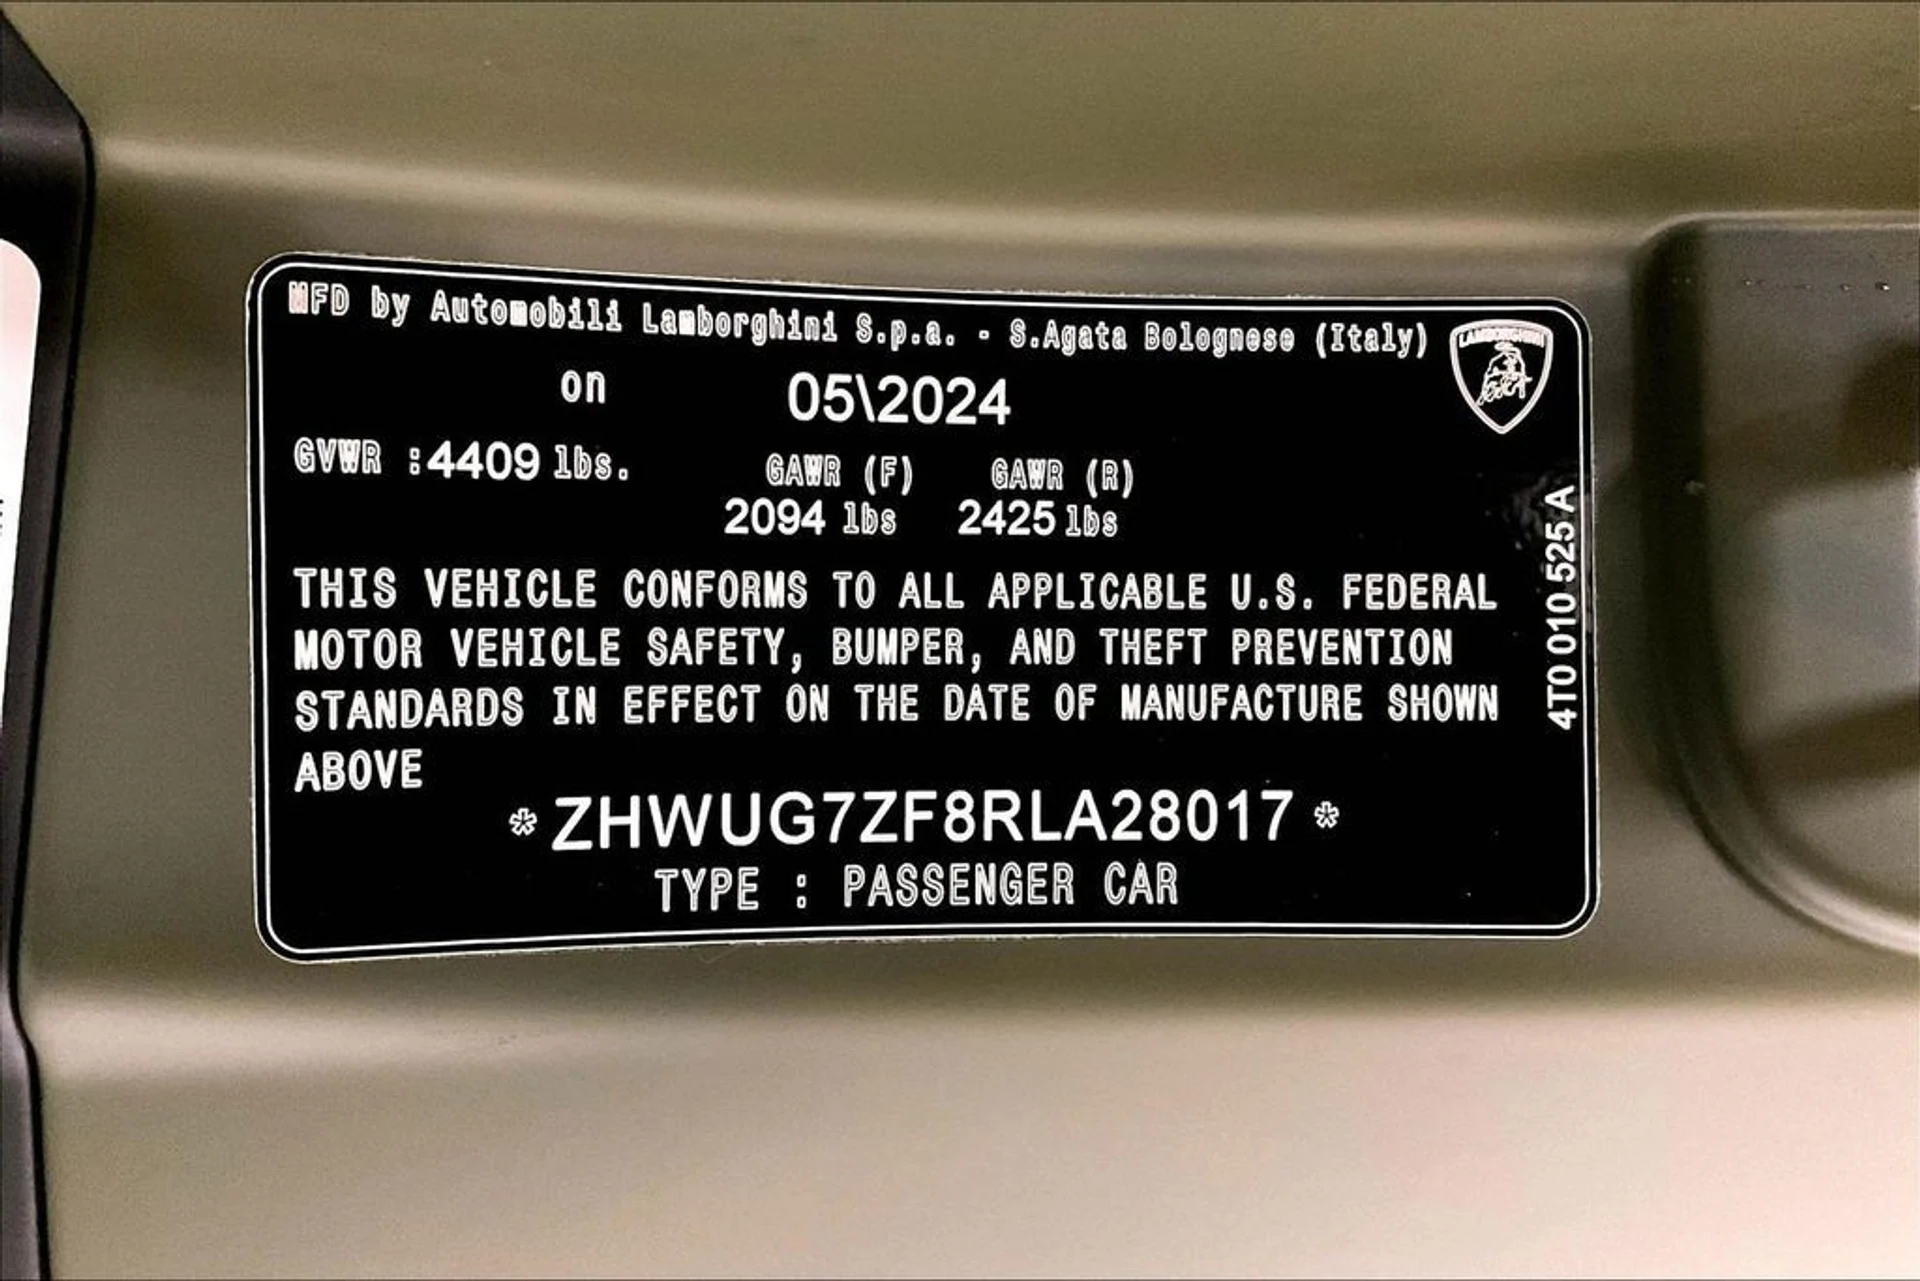 MFD by Automobili Lamborghini S.p.a. - S.Agata Bolognese (Italy)
LAMBORGHINI
on 05\2024
GVWR :4409 lbs. GAWR (F) GAWR (R)
2094 lbs 2425 lbs
THIS VEHICLE CONFORMS TO ALL APPLICABLE U.S. FEDERAL
MOTOR VEHICLE SAFETY, BUMPER, AND THEFT PREVENTION
STANDARDS IN EFFECT ON THE DATE OF MANUFACTURE SHOWN
ABOVE
*ZHWUG7ZF8RLA28017*
TYPE : PASSENGER CAR
4T0 010 525 A